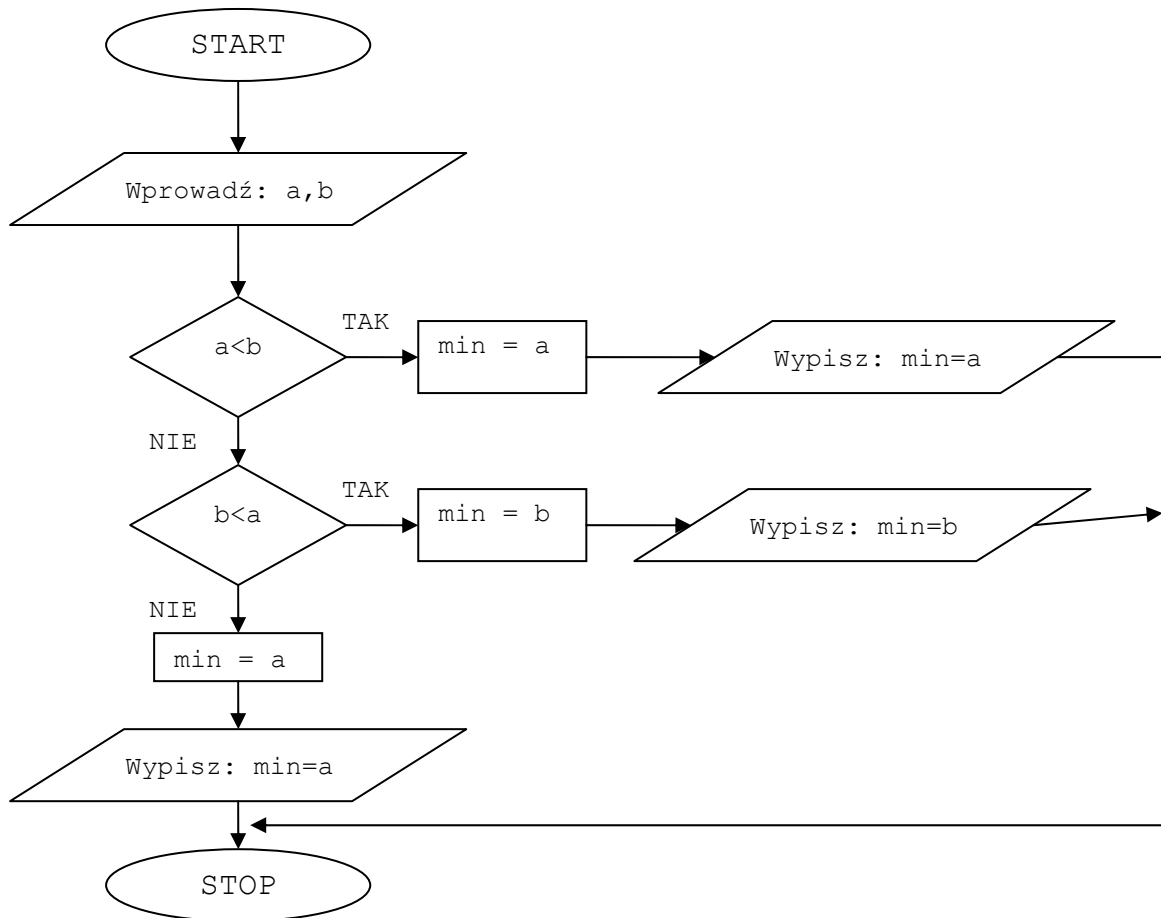 START
Wprowadź: a,b
a<b
TAK
min = a
Wypisz: min=a
NIE
b<a
TAK
min = b
Wypisz: min=b
NIE
min = a
Wypisz: min=a
STOP